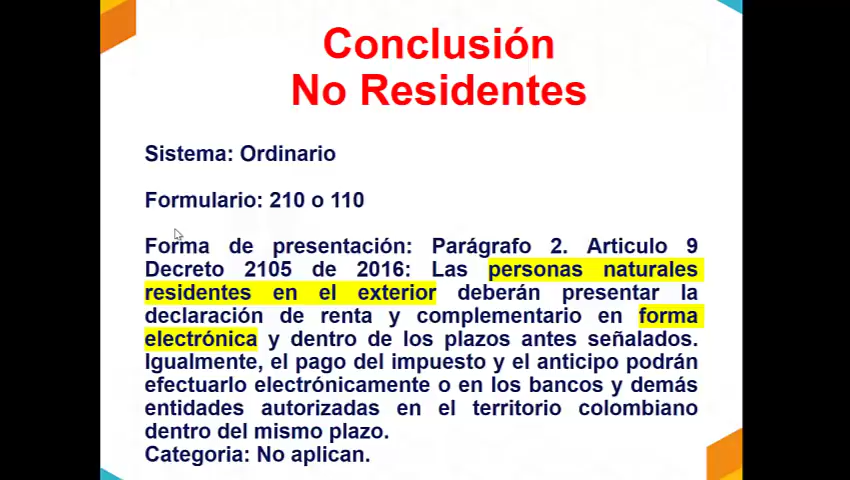 Conclusión
No Residentes
Sistema: Ordinario
Formulario: 210 o 110
Forma de presentación: Parágrafo 2. Articulo 9
Decreto 2105 de 2016: Las personas naturales
residentes en el exterior deberán presentar la
declaración de renta y complementario en forma
electrónica y dentro de los plazos antes señalados.
Igualmente, el pago del impuesto y el anticipo podrán
efectuarlo electrónicamente o en los bancos y demás
entidades autorizadas en el territorio colombiano
dentro del mismo plazo.
Categoria: No aplican.